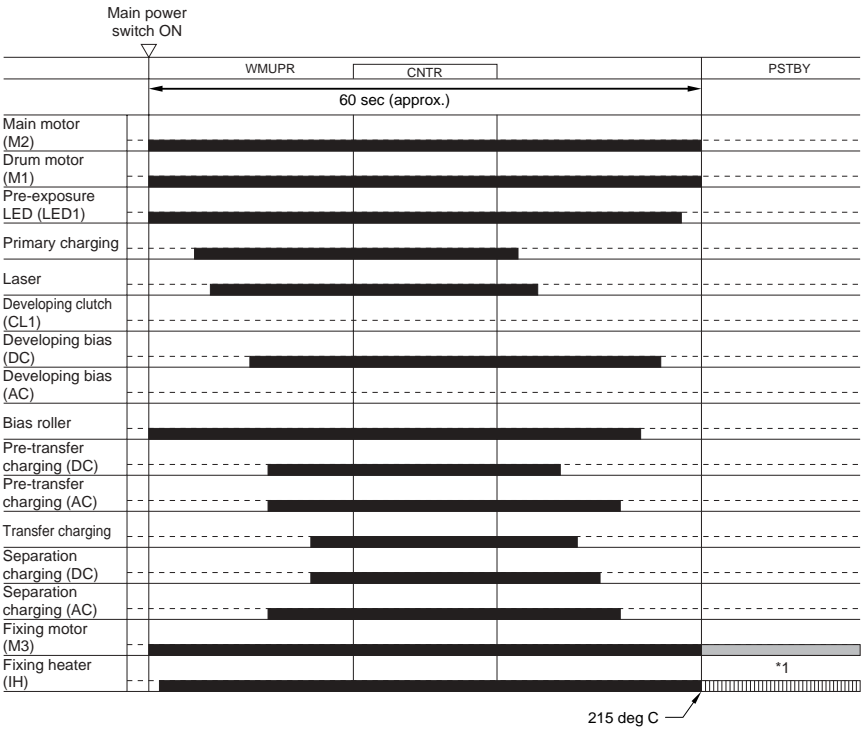 Main power
switch ON
WMUPR
CNTR
PSTBY
60 sec (approx.)
Main motor
(M2)
Drum motor
(M1)
Pre-exposure
LED (LED1)
Primary charging
Laser
Developing clutch
(CL1)
Developing bias
(DC)
Developing bias
(AC)
Bias roller
Pre-transfer
charging (DC)
Pre-transfer
charging (AC)
Transfer charging
Separation
charging (DC)
Separation
charging (AC)
Fixing motor
(M3)
Fixing heater
(IH)
*1
215 deg C